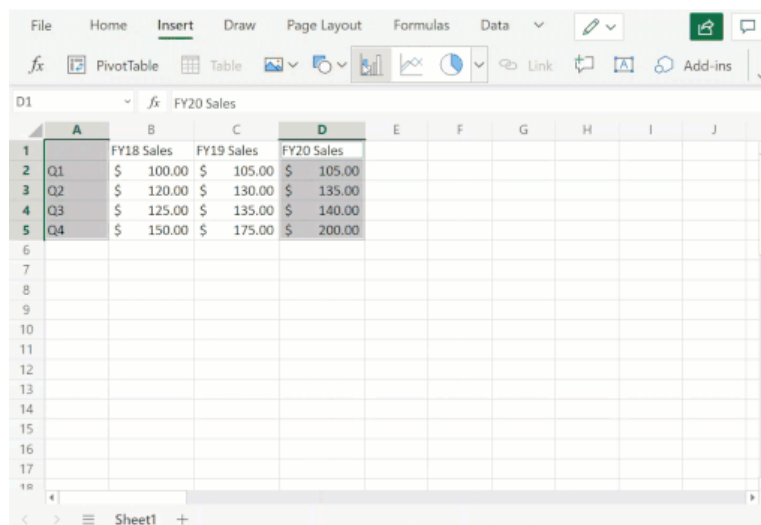 File Home Insert Draw Page Layout Formulas Data
fx PivotTable Table Link A Add-ins
D1 fx FY20 Sales
A B C D E F G H I J
1 FY18 Sales FY19 Sales FY20 Sales
2 Q1 $ 100.00 $ 105.00 $ 105.00
3 Q2 $ 120.00 $ 130.00 $ 135.00
4 Q3 $ 125.00 $ 135.00 $ 140.00
5 Q4 $ 150.00 $ 175.00 $ 200.00
6
7
8
9
10
11
12
13
14
15
16
17
18
Sheet1